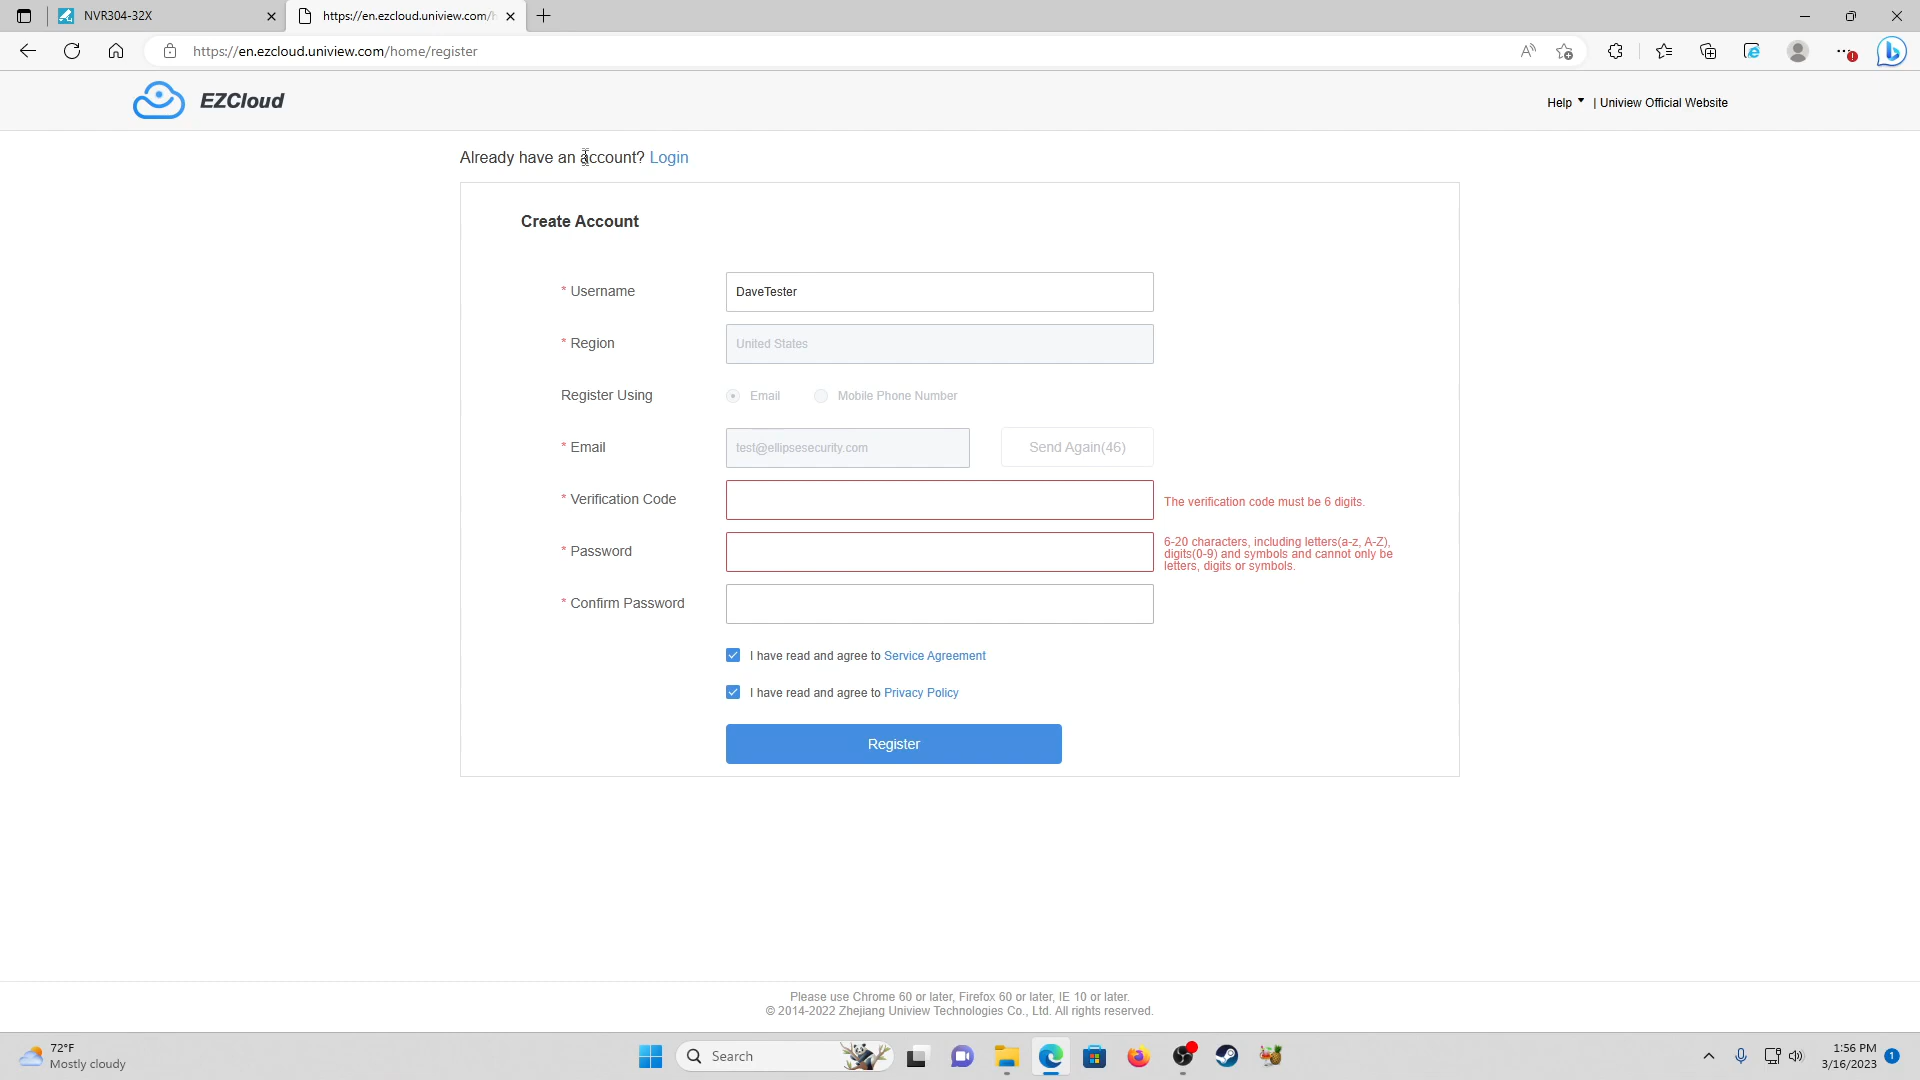 NVR304-32X
https://en.ezcloud.uniview.com/h
https://en.ezcloud.uniview.com/home/register
EZCloud
Help | Uniview Official Website
Already have an account? Login
Create Account
* Username
DaveTester
* Region
United States
Register Using
Email
Mobile Phone Number
* Email
test@ellipsesecurity.com
Send Again(46)
* Verification Code
The verification code must be 6 digits.
* Password
6-20 characters, including letters(a-z, A-Z),
digits(0-9) and symbols and cannot only be
letters, digits or symbols.
* Confirm Password
I have read and agree to Service Agreement
I have read and agree to Privacy Policy
Register
Please use Chrome 60 or later, Firefox 60 or later, IE 10 or later.
© 2014-2022 Zhejiang Uniview Technologies Co., Ltd. All rights reserved.
72°F
Mostly cloudy
Search
1:56 PM
3/16/2023
1